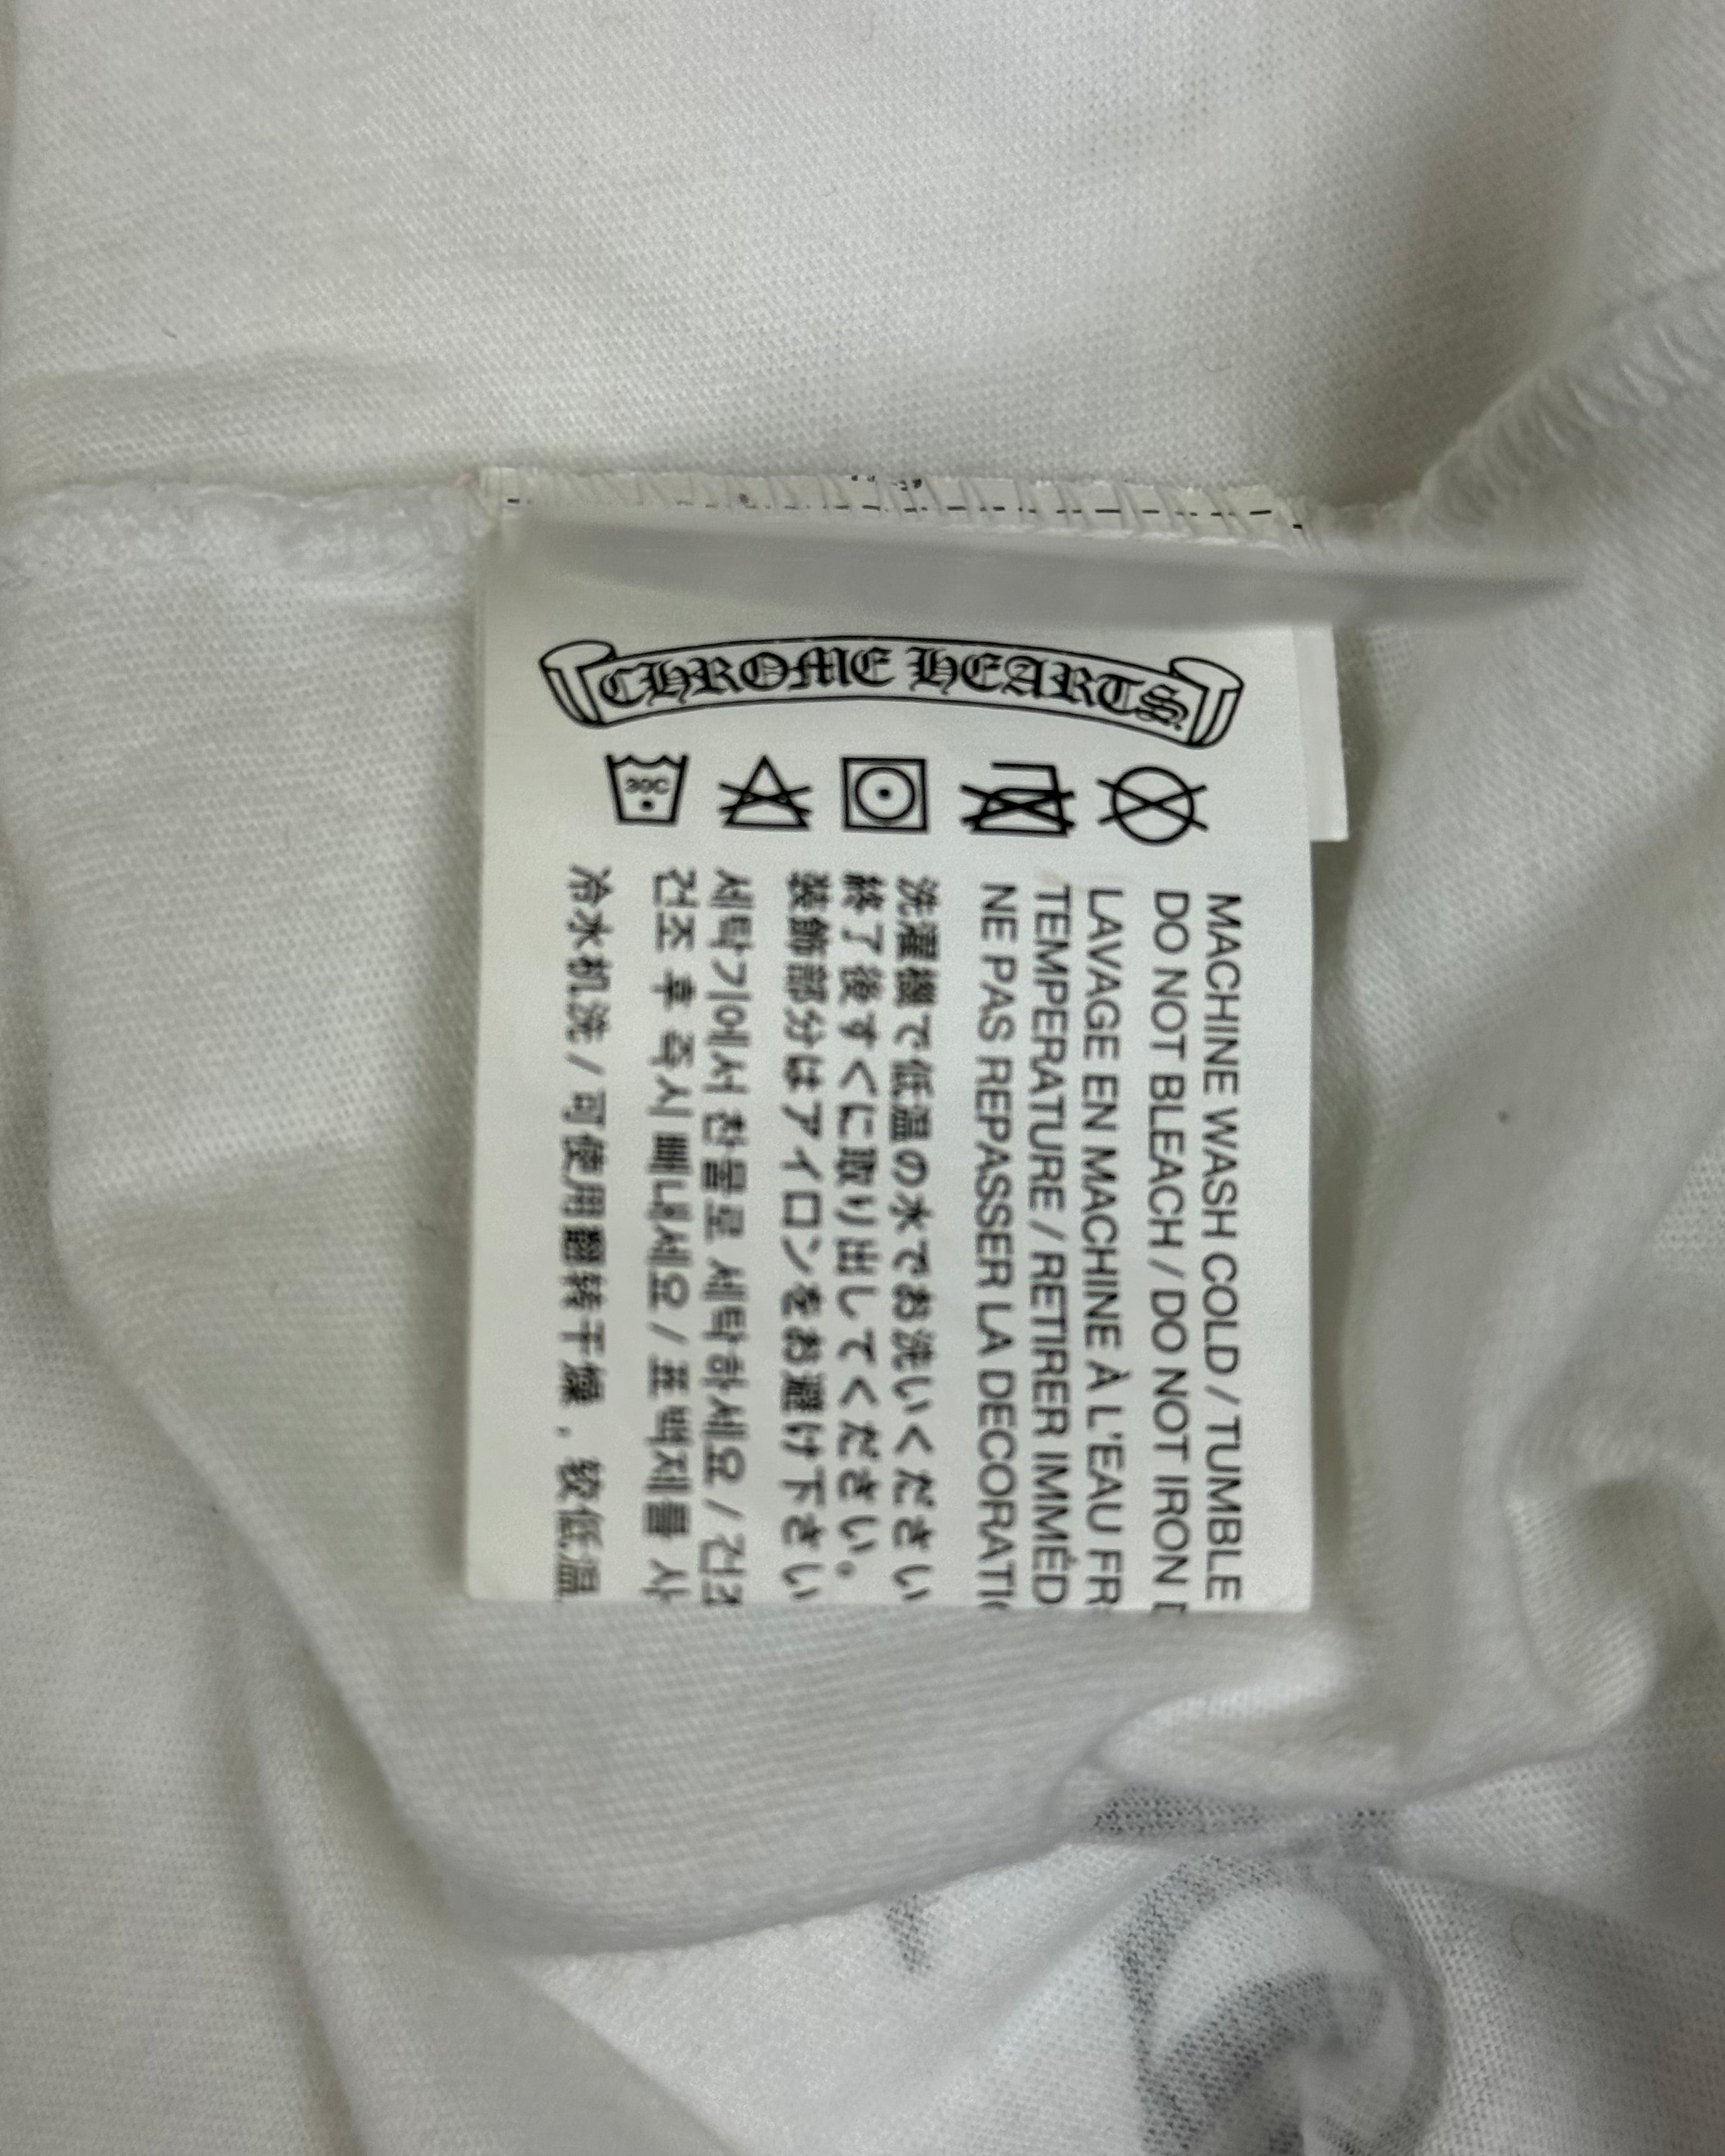 CHROME HEARTS
30C
MACHINE WASH COLD / TUMBLE
DO NOT BLEACH / DO NOT IRON D
LAVAGE EN MACHINE À L'EAU FR
TEMPERATURE / RETIRER IMMÉD
NE PAS REPASSER LA DECORATI
洗濯機で低温の水でお洗いください
終了後すぐに取り出してください。
装飾部分はアイロンをお避け下さい
세탁기에서 찬물로 세탁하세요 / 건조
건조 후 즉시 빼내세요 / 표백제를 사
冷水机洗 / 可使用翻转干燥 , 较低温